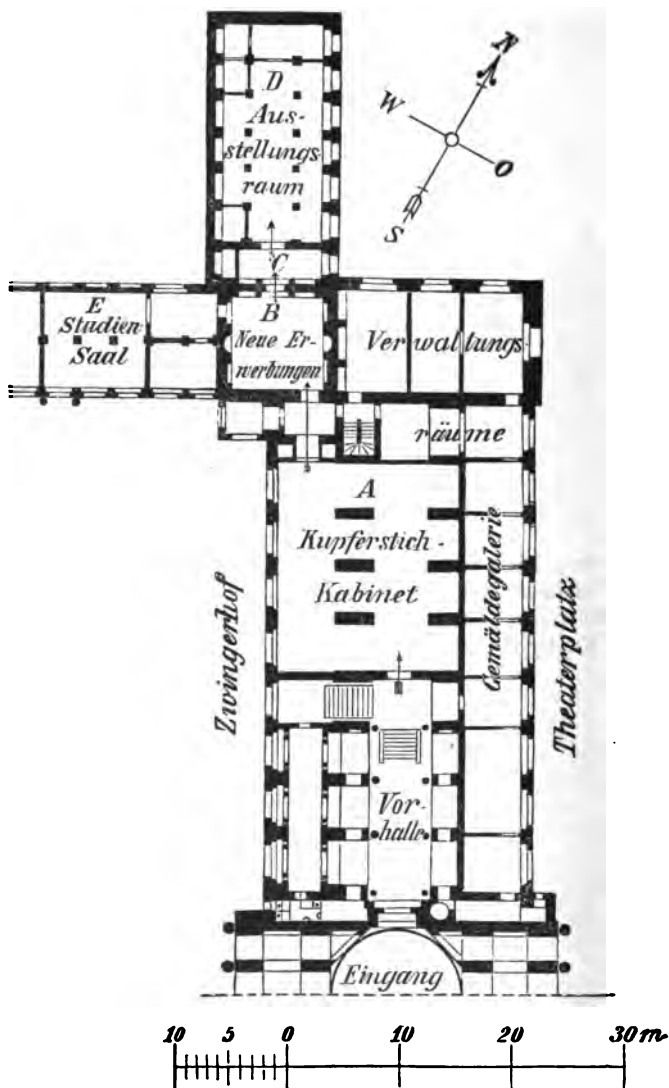 N
W
O
S
D
Aus-
stellungs
raum
C
B
Neue Er-
werbungen
E
Studien
Saal
Verwaltungs-
räume
A
Kupferstich-
Kabinet
Gemäldegalerie
Zwingerhof
Theaterplatz
Vor-
halle
Eingang
10 5 0 10 20 30 m